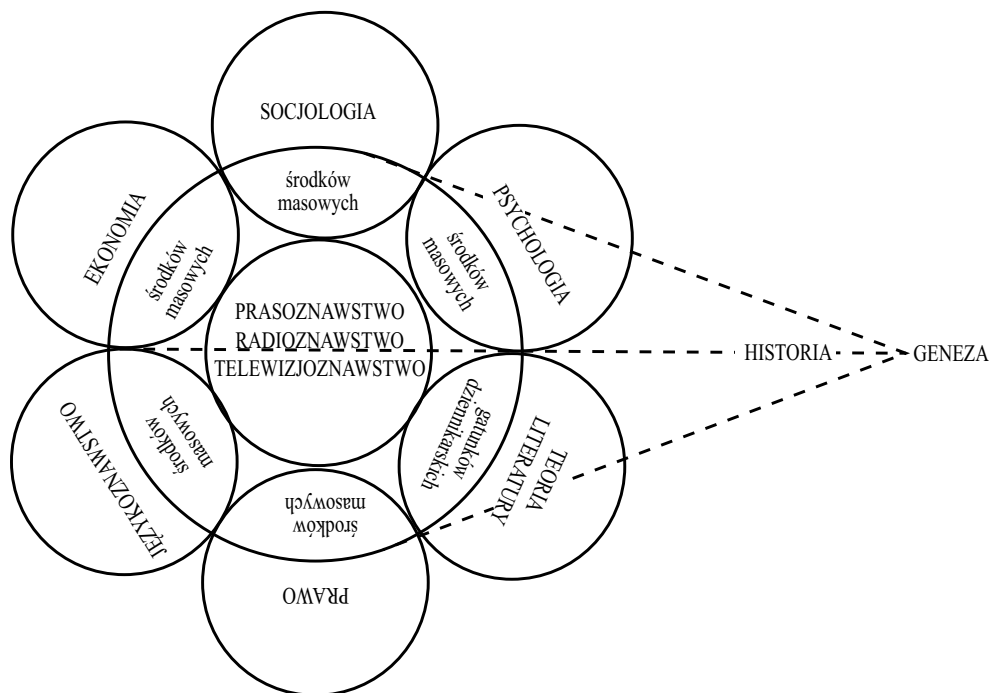 SOCJOLOGIA
środków
masowych
PSYCHOLOGIA
środków
masowych
EKONOMIA
środków
masowych
PRASOZNAWSTWO
RADIOZNAWSTWO
TELEWIZJOZNAWSTWO
HISTORIA
GENEZA
JĘZYKOZNAWSTWO
środków
masowych
gatunków
dziennikarskich
TEORIA
LITERATURY
środków
masowych
PRAWO